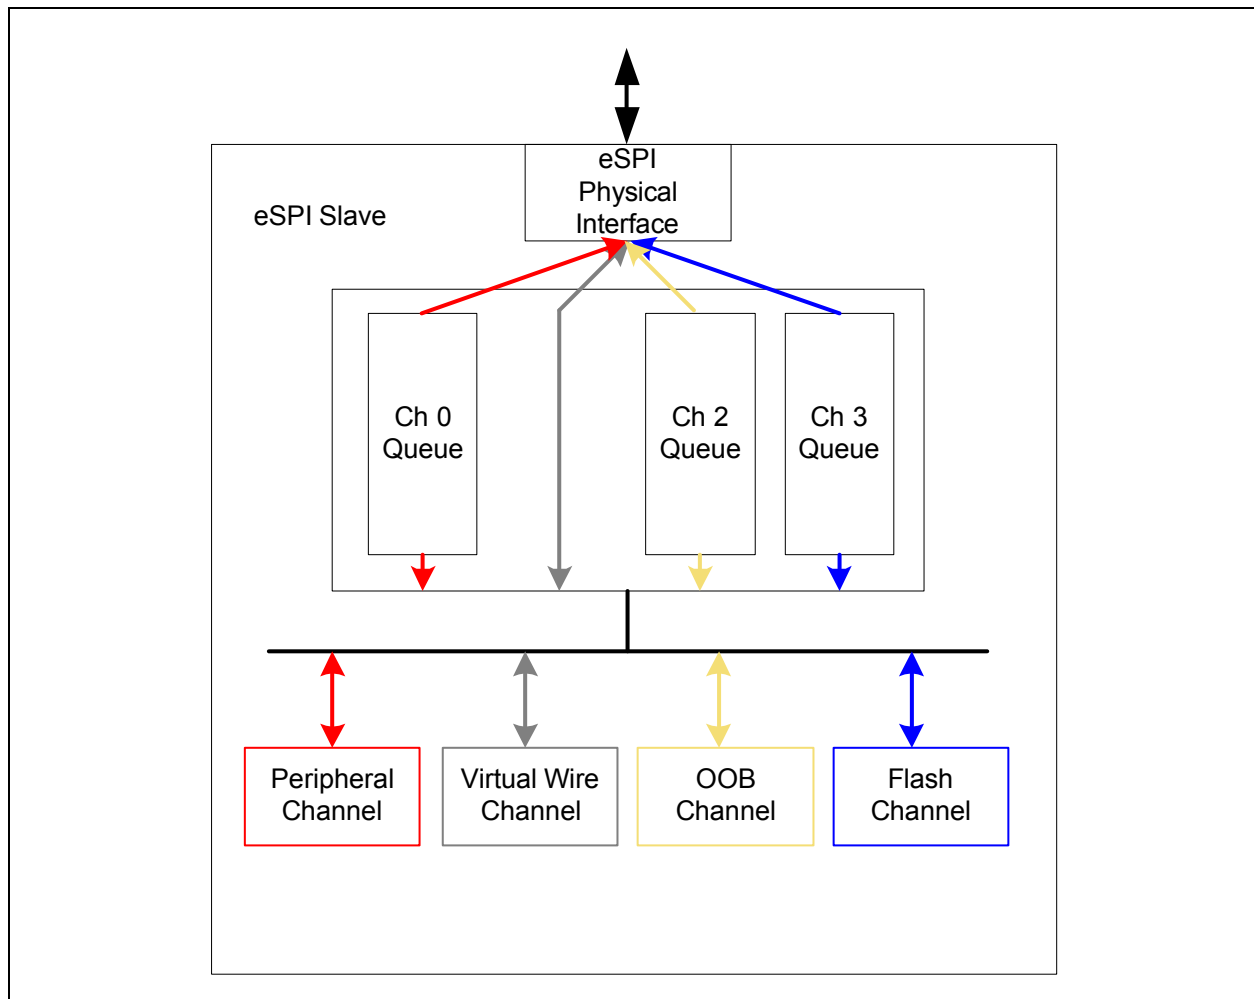 eSPI
Physical
Interface
eSPI Slave
Ch 0
Queue
Ch 2
Queue
Ch 3
Queue
Peripheral
Channel
Virtual Wire
Channel
OOB
Channel
Flash
Channel